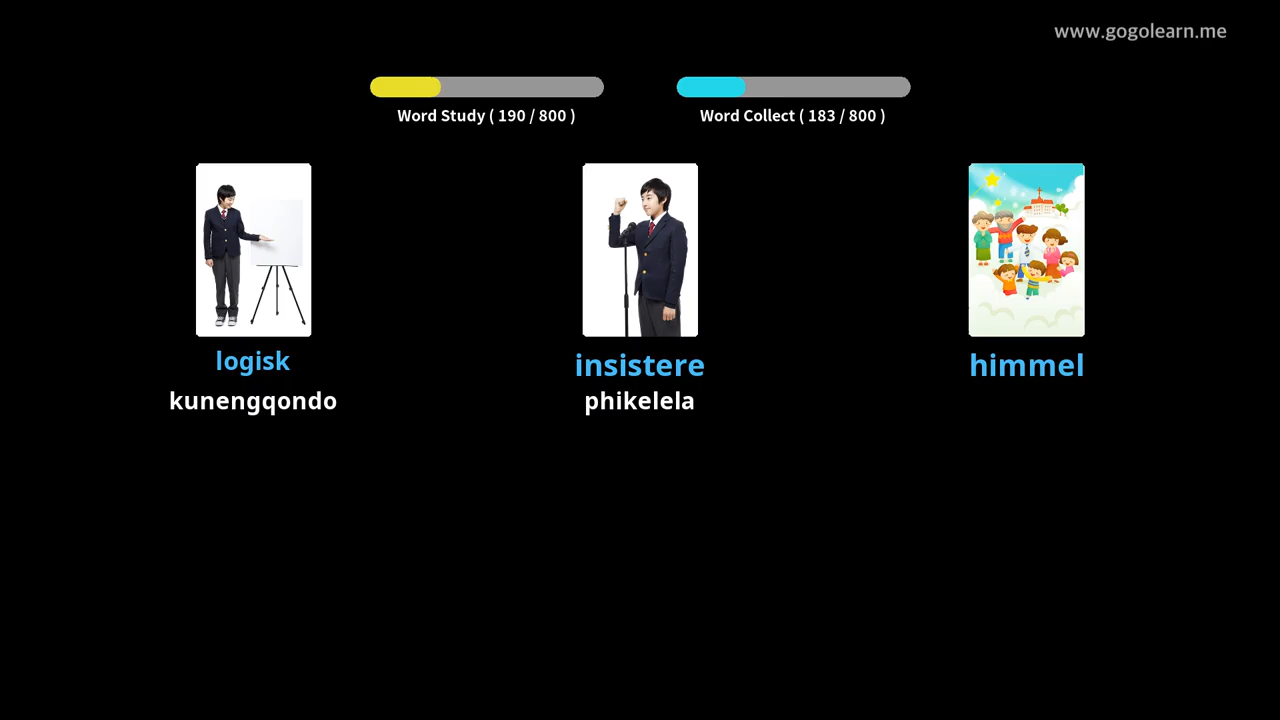 www.gogolearn.me
Word Study ( 190 / 800 )
Word Collect ( 183 / 800 )
logisk
kunengqondo
insistere
phikelela
himmel